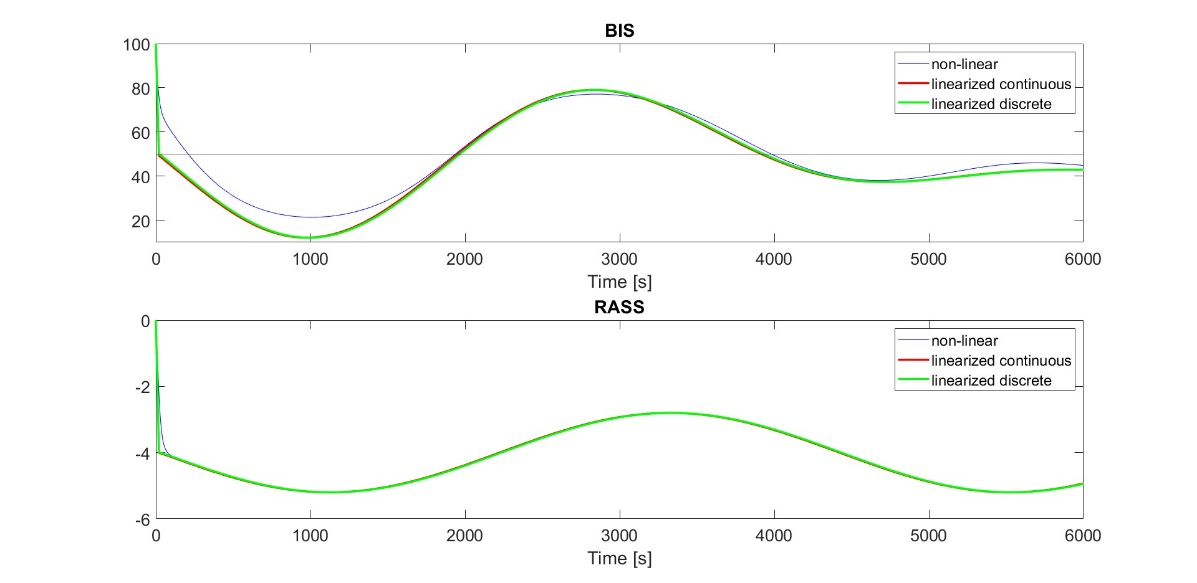 BIS
100
80
60
40
20
non-linear
linearized continuous
linearized discrete
0 1000 2000 3000 4000 5000 6000
Time [s]
RASS
0
-2
-4
-6
non-linear
linearized continuous
linearized discrete
0 1000 2000 3000 4000 5000 6000
Time [s]